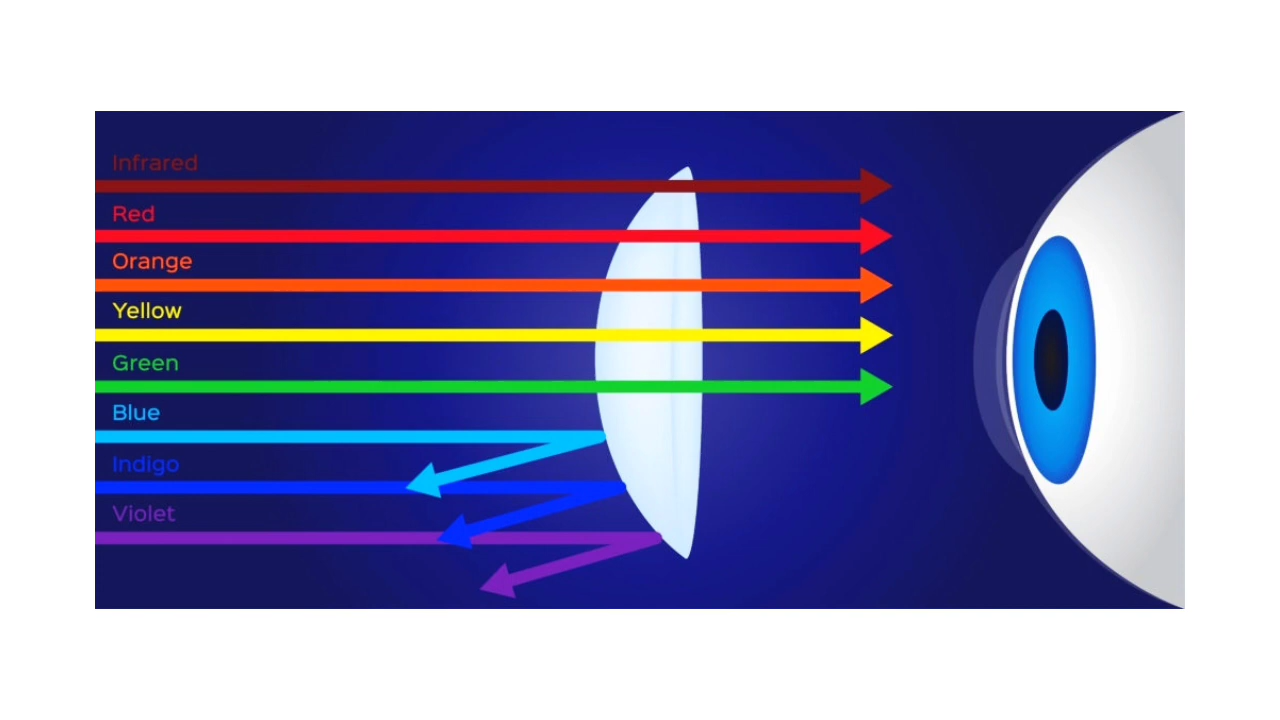 Infrared
Red
Orange
Yellow
Green
Blue
Indigo
Violet